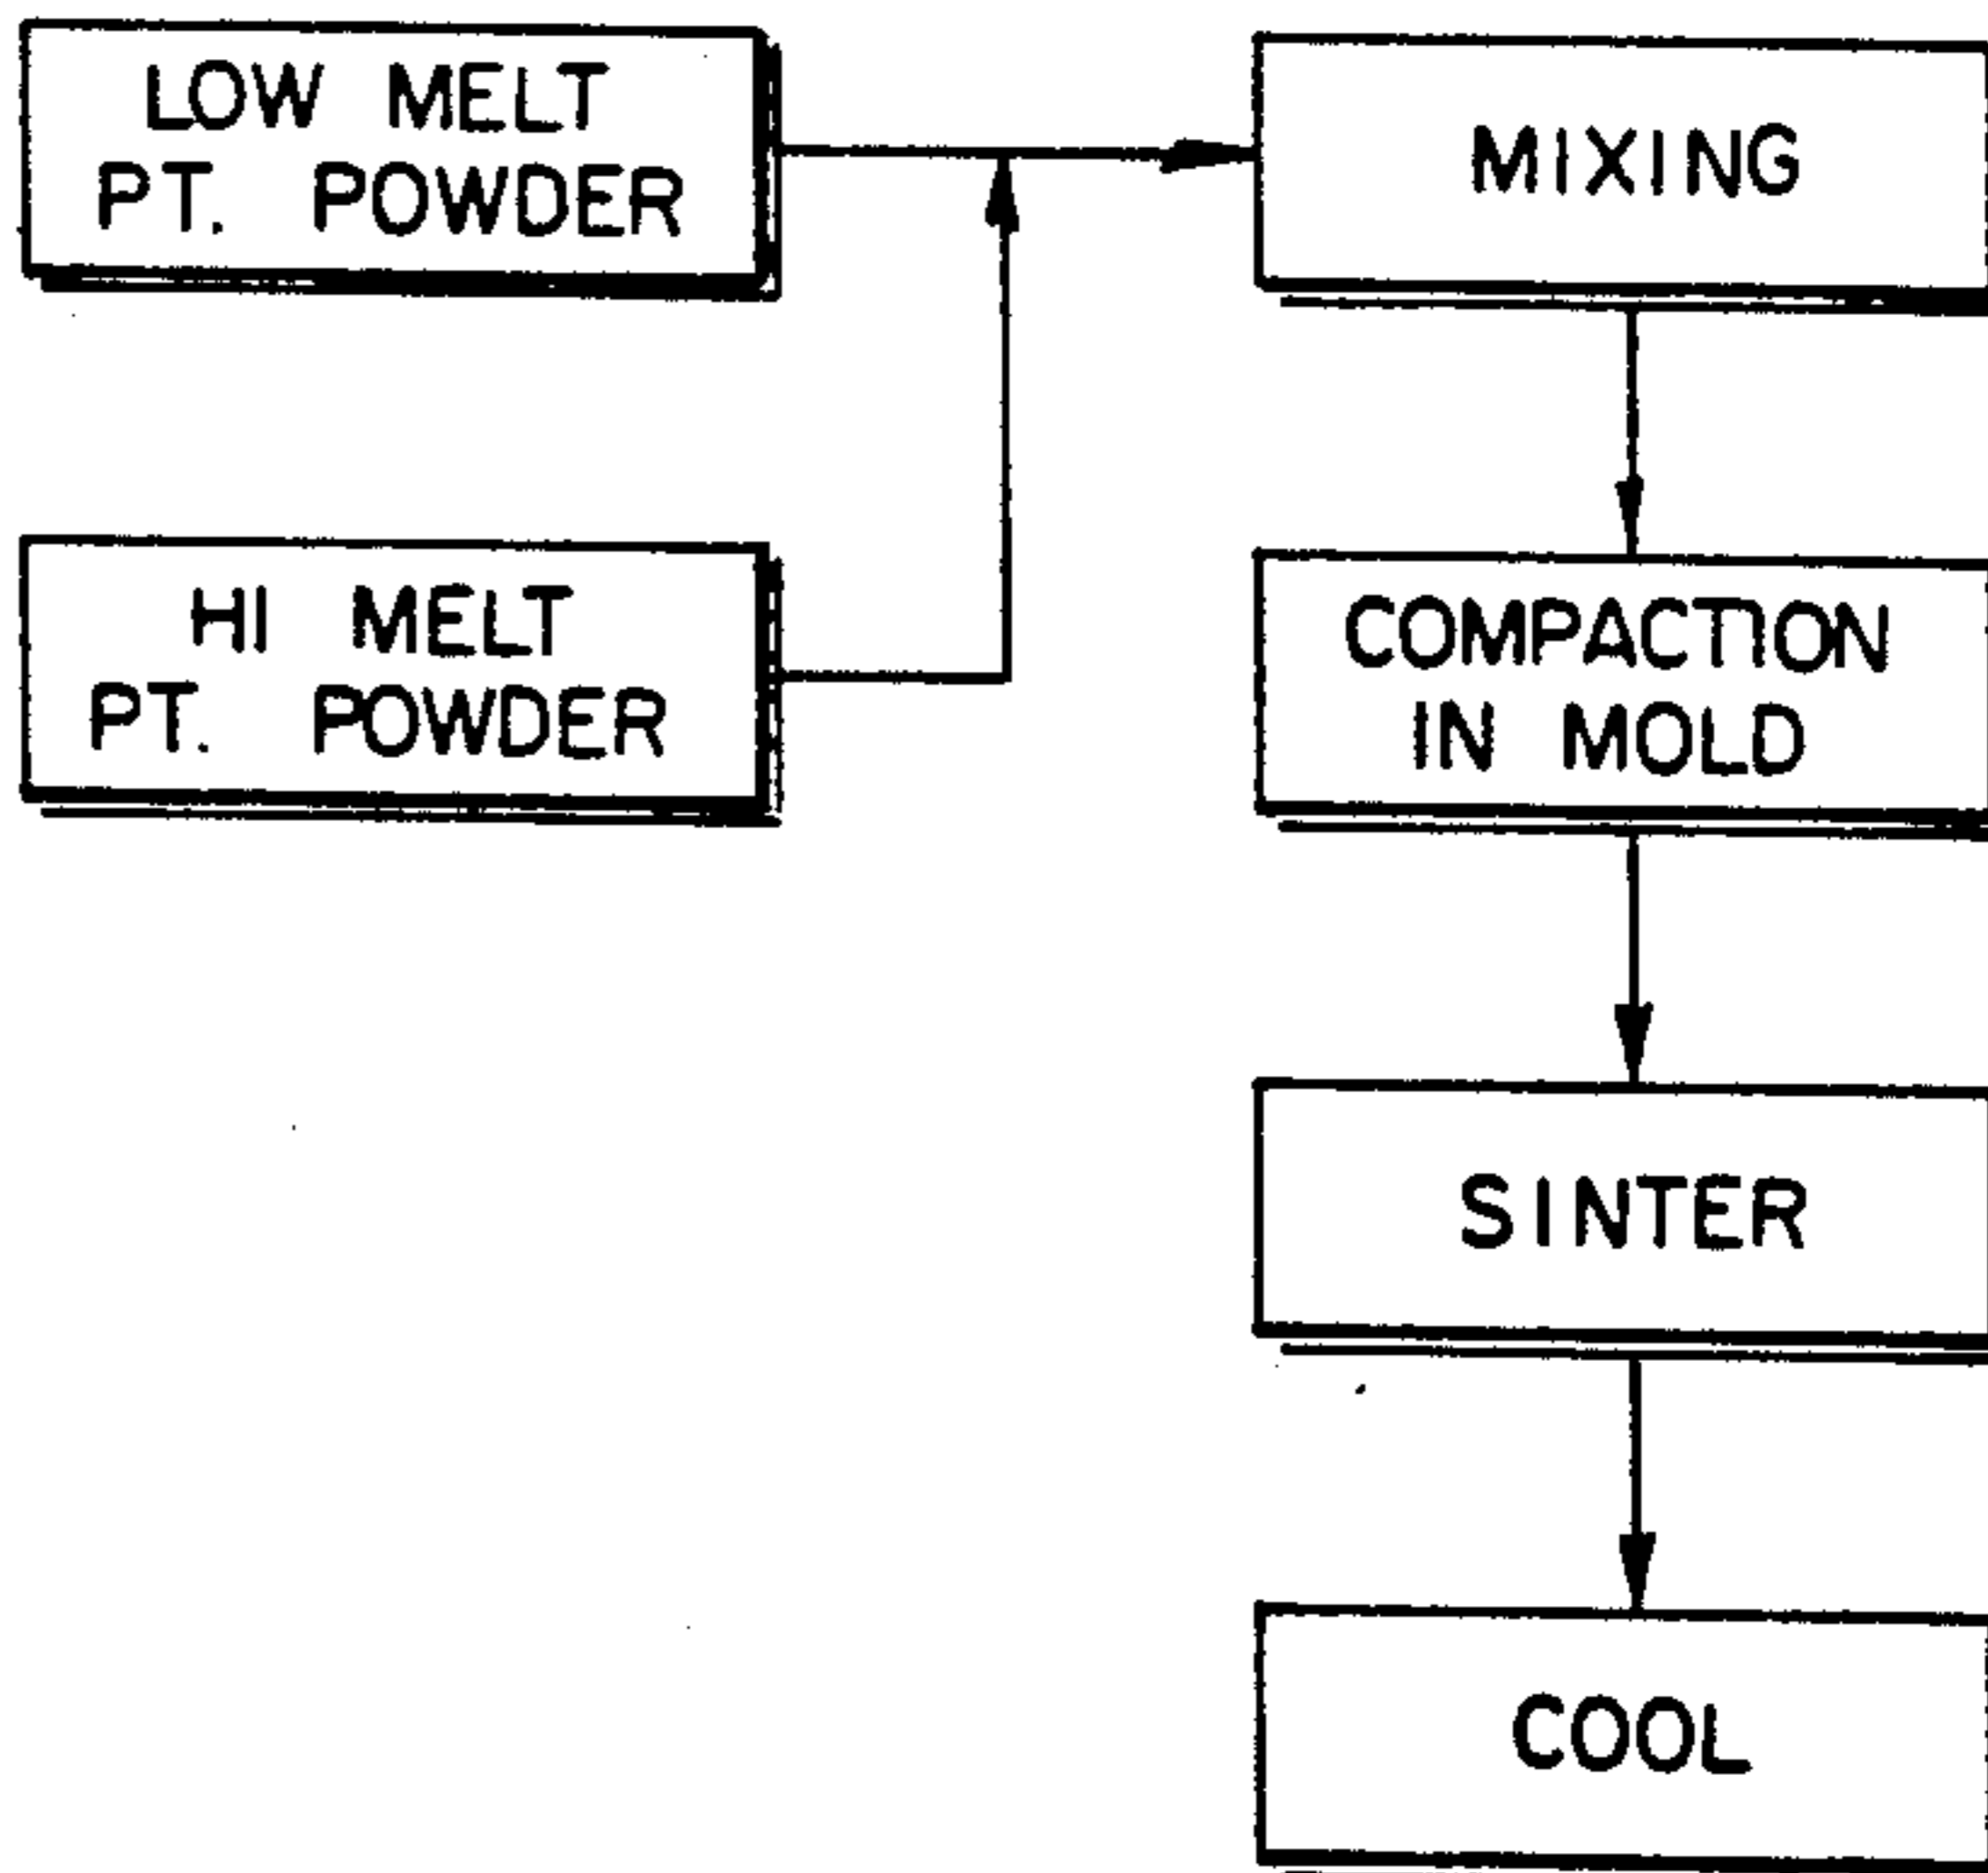 LOW MELT
PT. POWDER
MIXING
HI MELT
PT. POWDER
COMPACTION
IN MOLD
SINTER
COOL